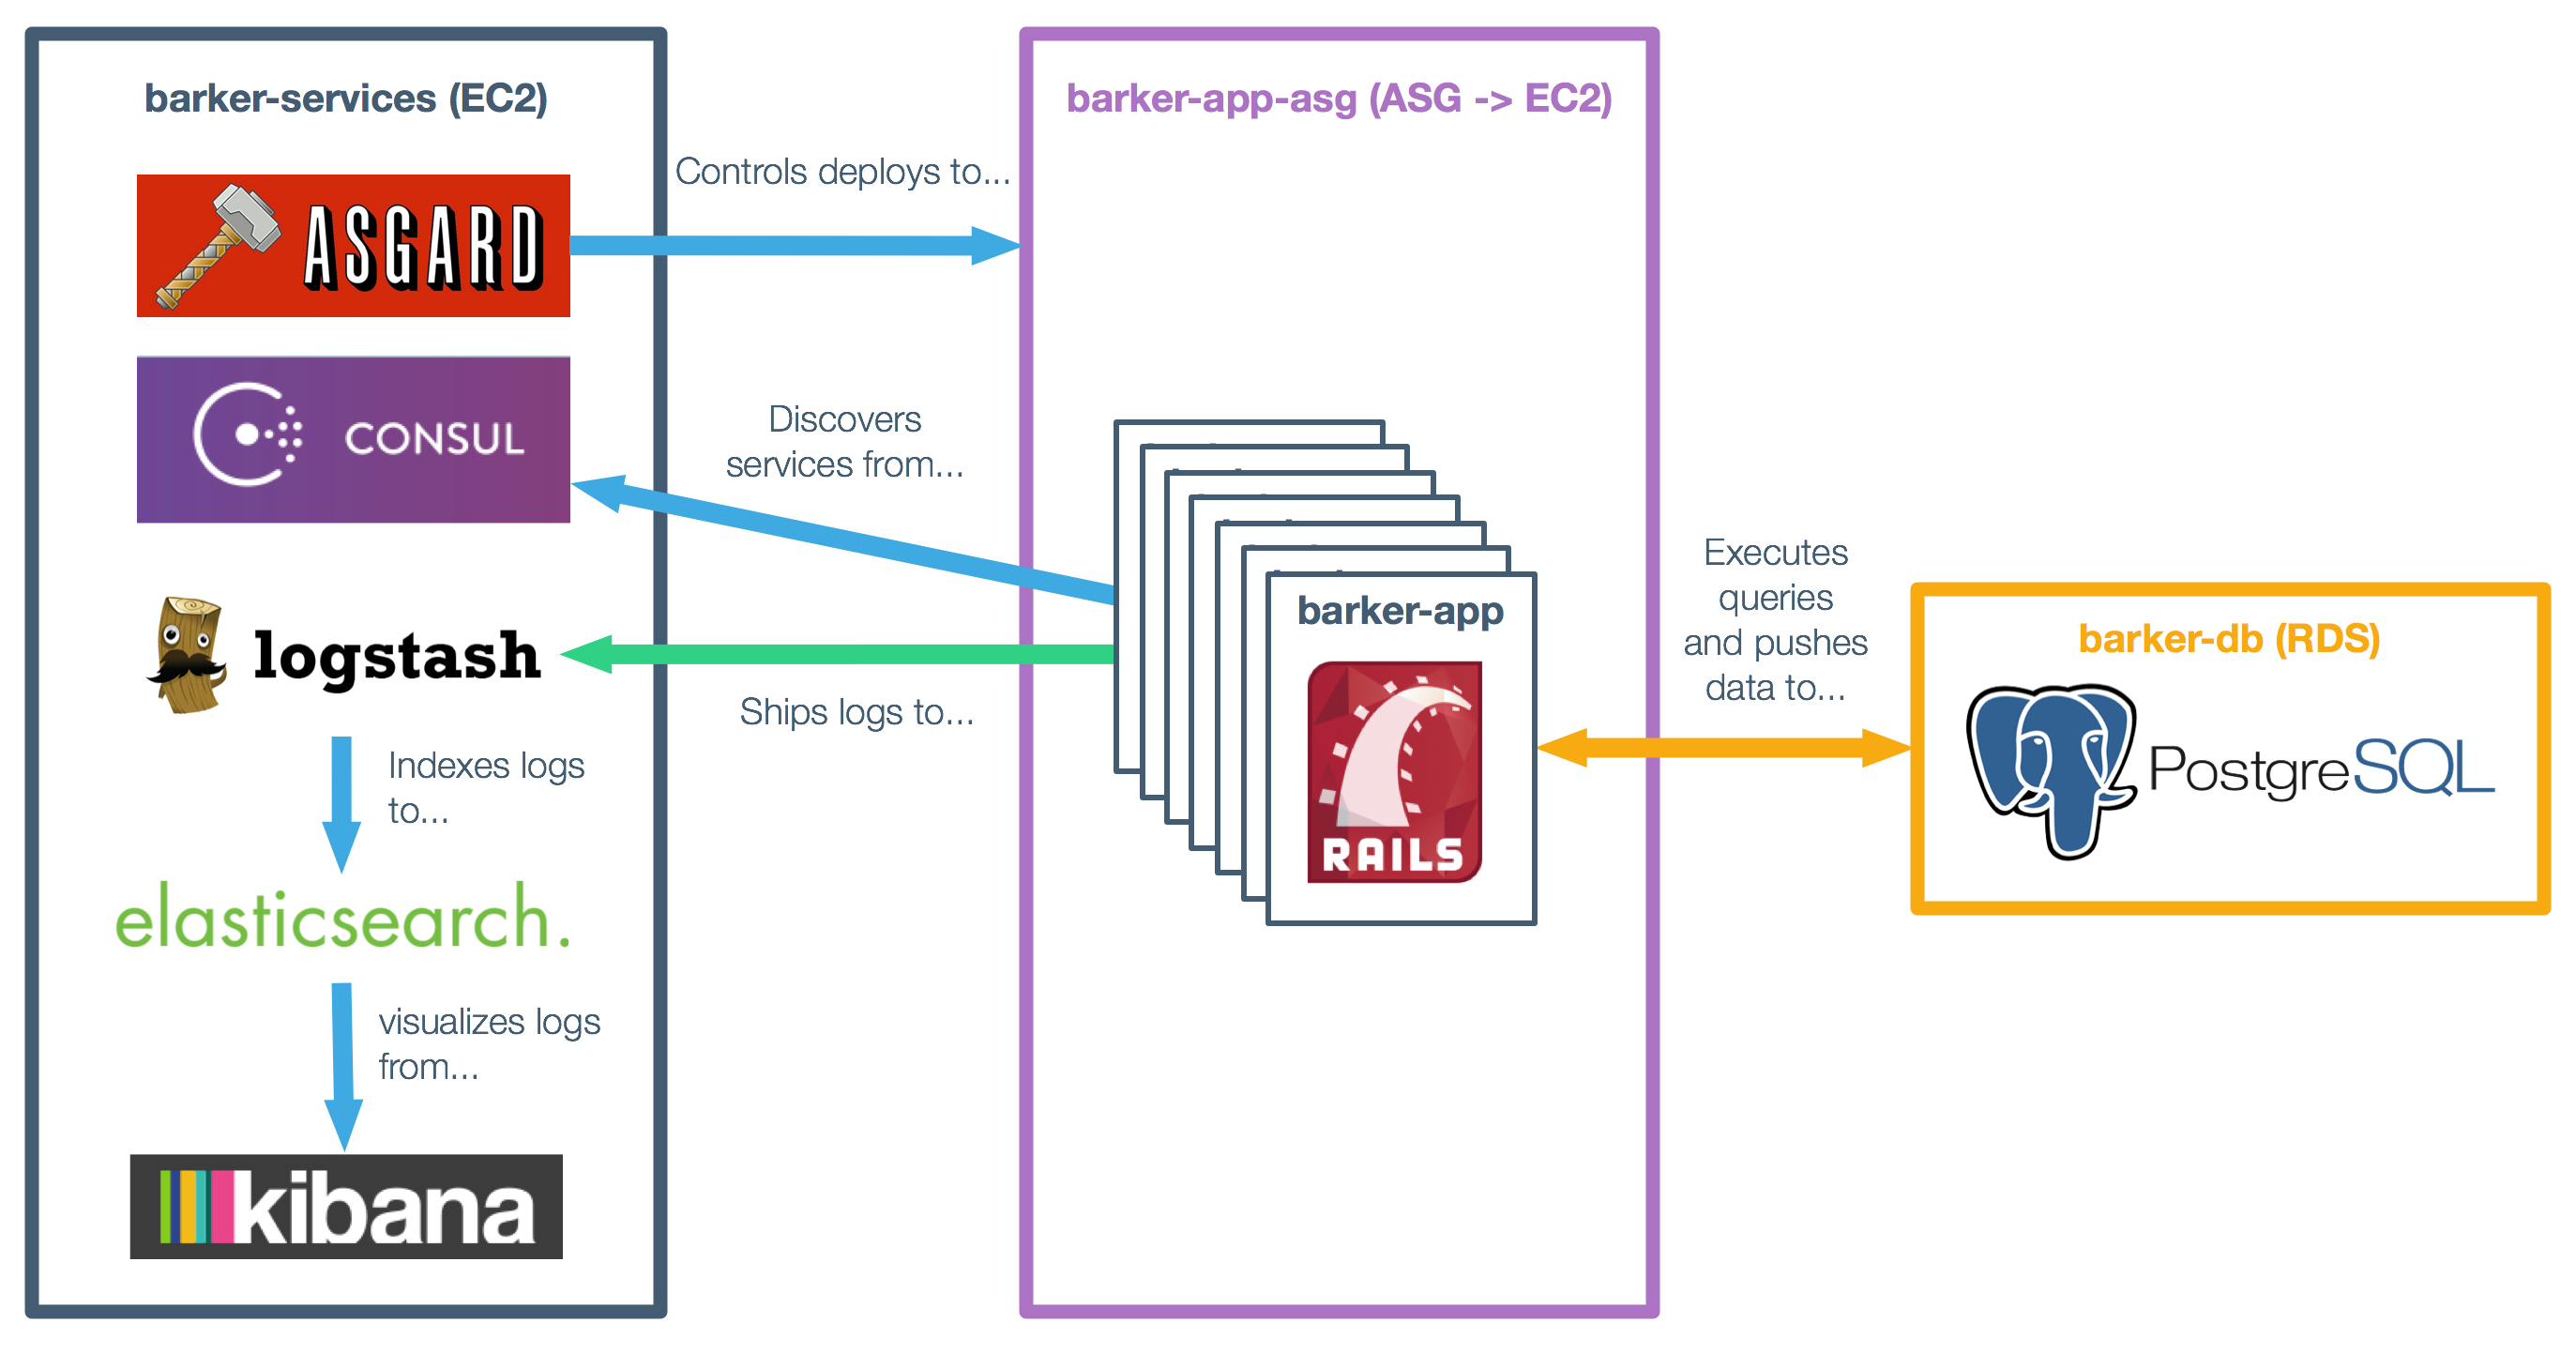 barker-services (EC2)
ASGARD
CONSUL
logstash
Indexes logs
to...
elasticsearch.
visualizes logs
from...
kibana
Controls deploys to...
Discovers
services from...
Ships logs to...
barker-app-asg (ASG -> EC2)
barker-app
RAILS
Executes
queries
and pushes
data to...
barker-db (RDS)
PostgreSQL